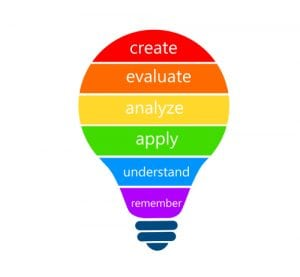 create
evaluate
analyze
apply
understand
remember